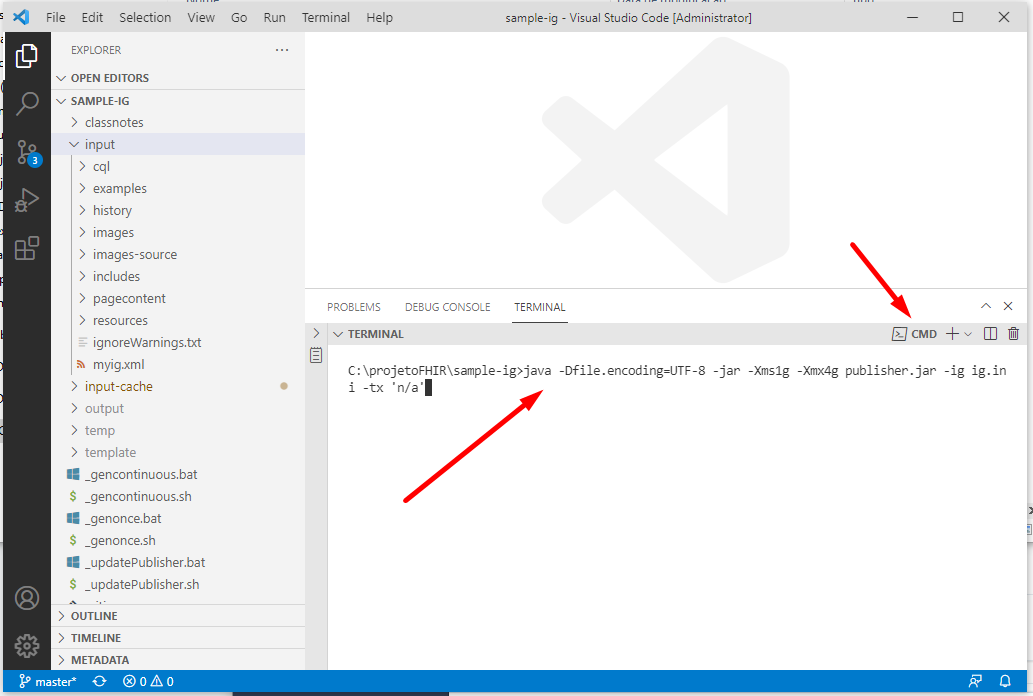 File Edit Selection View Go Run Terminal Help sample-ig - Visual Studio Code [Administrator]
EXPLORER
OPEN EDITORS
SAMPLE-IG
classnotes
input
cql
examples
history
images
images-source
includes
pagecontent
resources
ignoreWarnings.txt
myig.xml
input-cache
output
temp
template
_gencontinuous.bat
$ _gencontinuous.sh
_genonce.bat
$ _genonce.sh
_updatePublisher.bat
$ _updatePublisher.sh
OUTLINE
TIMELINE
METADATA
3
PROBLEMS DEBUG CONSOLE TERMINAL
TERMINAL CMD
C:\projetoFHIR\sample-ig>java -Dfile.encoding=UTF-8 -jar -Xms1g -Xmx4g publisher.jar -ig ig.in
i -tx 'n/a'
master* 0 0